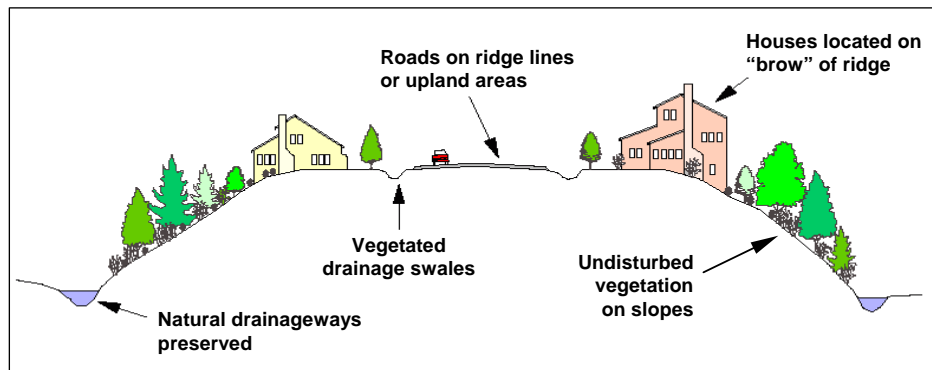 Roads on ridge lines
or upland areas
Houses located on
“brow” of ridge
Vegetated
drainage swales
Undisturbed
vegetation
on slopes
Natural drainageways
preserved